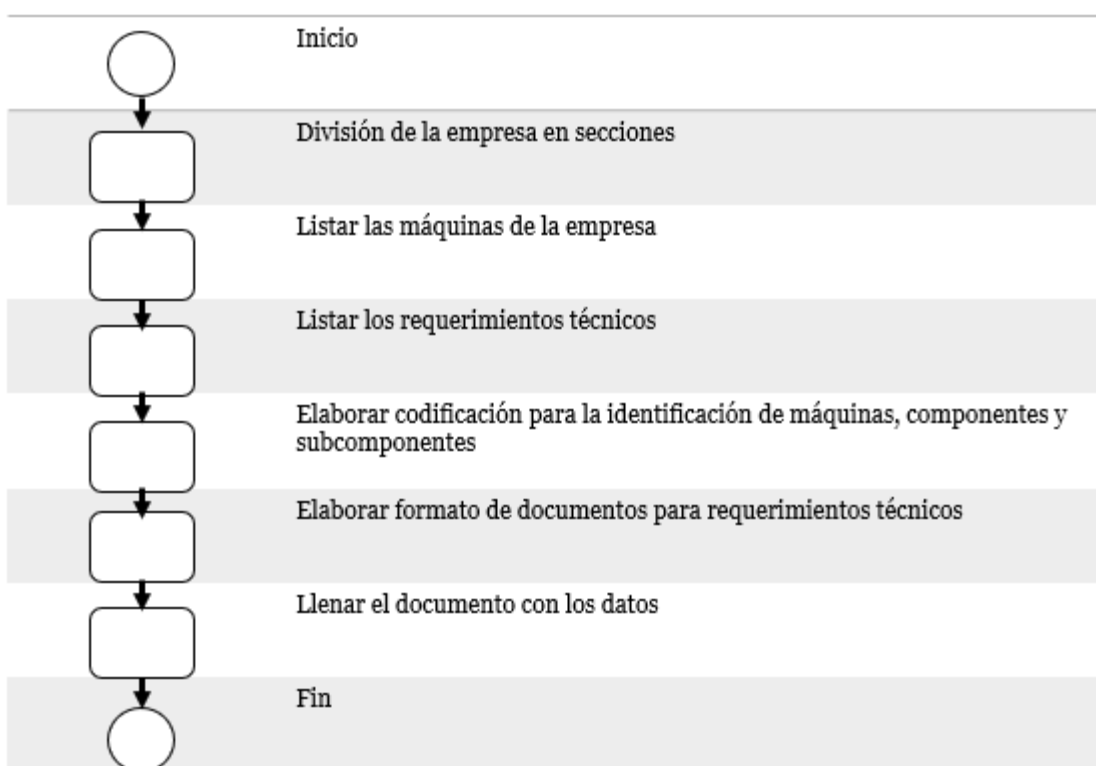 Inicio
División de la empresa en secciones
Listar las máquinas de la empresa
Listar los requerimientos técnicos
Elaborar codificación para la identificación de máquinas, componentes y
subcomponentes
Elaborar formato de documentos para requerimientos técnicos
Llenar el documento con los datos
Fin